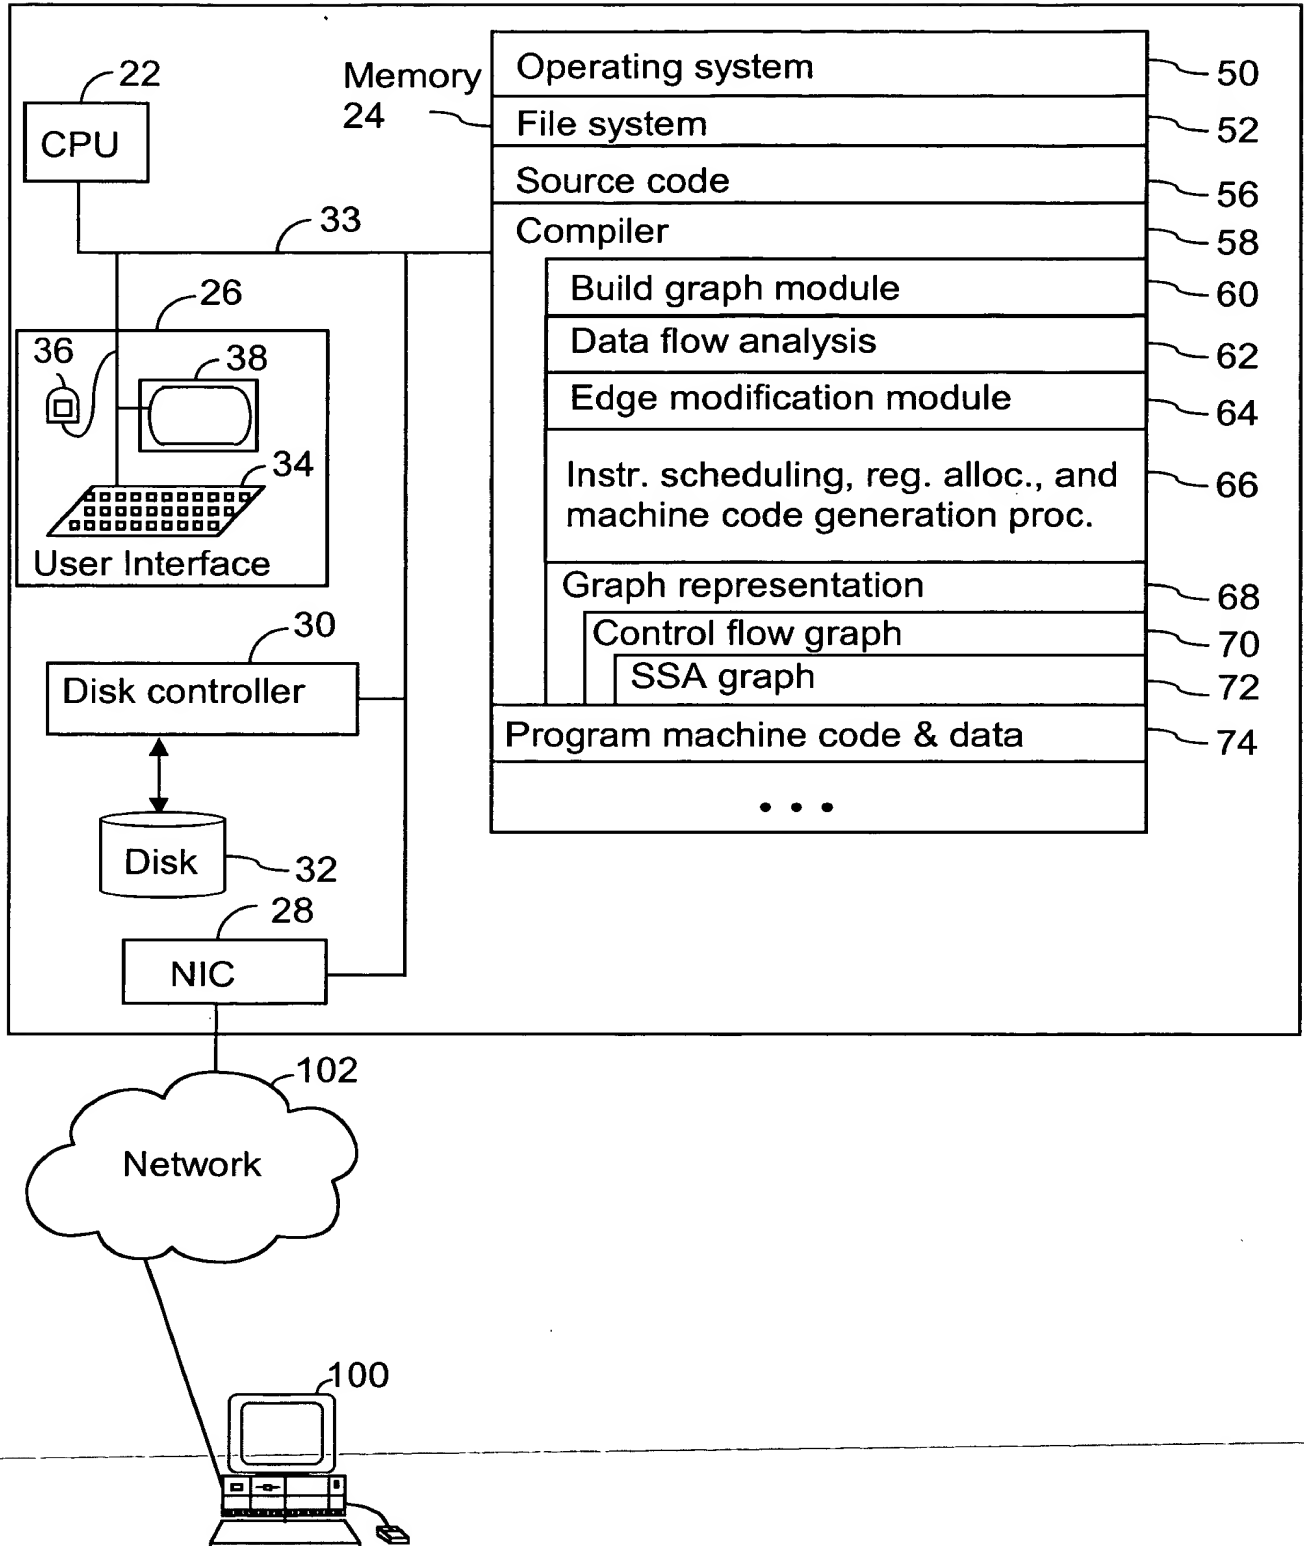 22
CPU
33
26
36
38
34
User Interface
30
Disk controller
Disk
32
28
NIC
Memory
24
Operating system
50
File system
52
Source code
56
Compiler
58
Build graph module
60
Data flow analysis
62
Edge modification module
64
Instr. scheduling, reg. alloc., and
machine code generation proc.
66
Graph representation
68
Control flow graph
70
SSA graph
72
Program machine code & data
74
• • •
102
Network
100